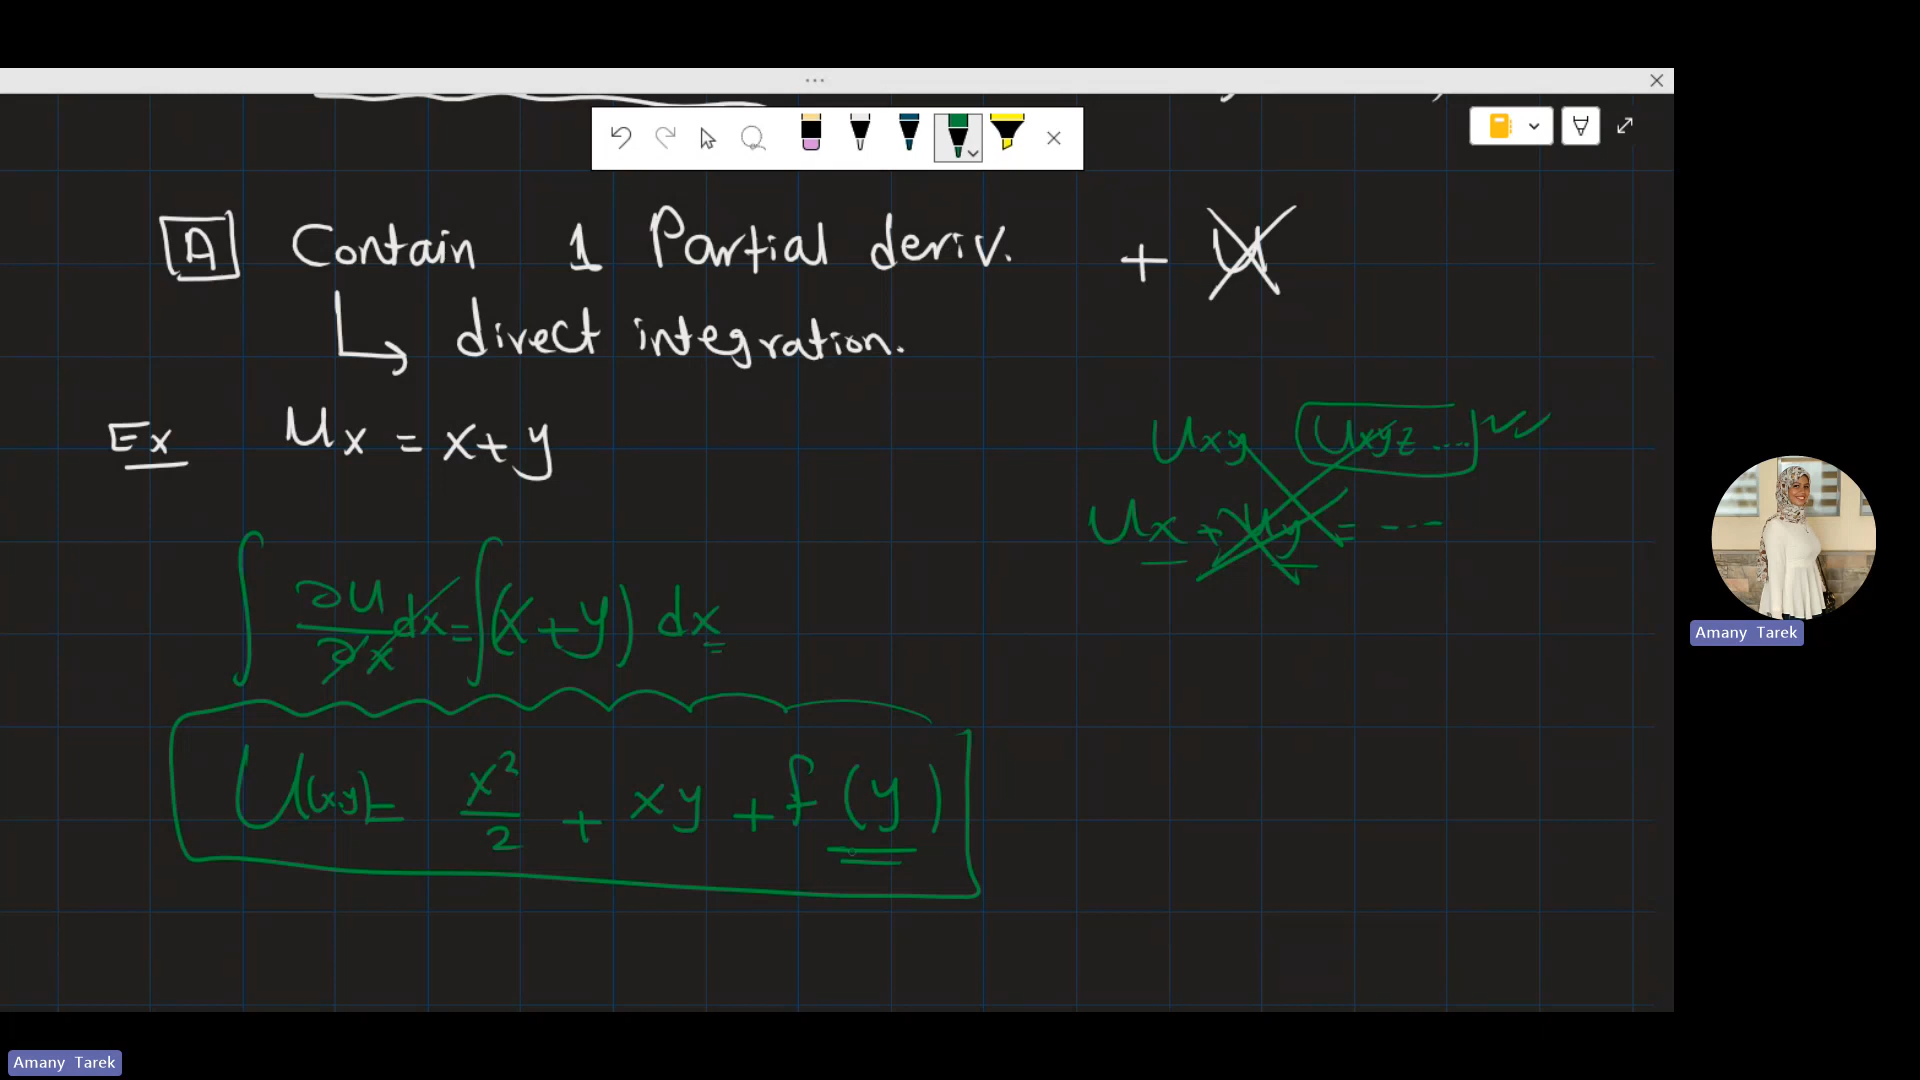 A Contain 1 Partial deriv. + U
direct integration.
Ex Ux = x+y
Uxy Uxyz ....
Ux + Uy = ---
∫ ∂U/∂x dx = ∫ (x+y) dx
U(x,y) = x²/2 + xy + f(y)
Amany Tarek
Amany Tarek